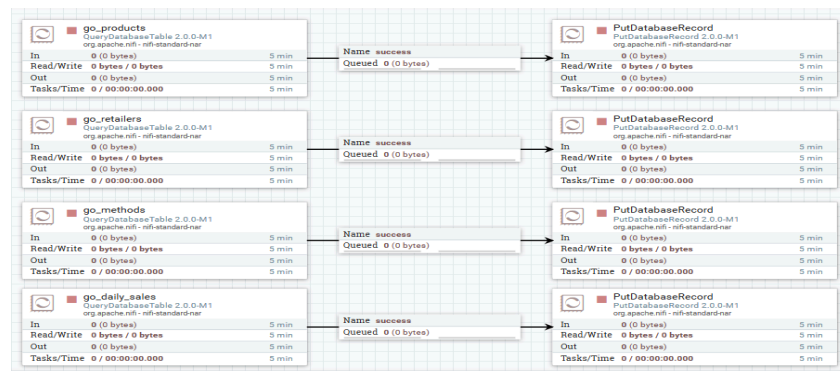 go_products
QueryDatabaseTable 2.0.0-M1
org.apache.nifi - nifi-standard-nar
In 0 (0 bytes) 5 min
Read/Write 0 bytes / 0 bytes 5 min
Out 0 (0 bytes) 5 min
Tasks/Time 0 / 00:00:00.000 5 min
Name success
Queued 0 (0 bytes)
PutDatabaseRecord
PutDatabaseRecord 2.0.0-M1
org.apache.nifi - nifi-standard-nar
In 0 (0 bytes) 5 min
Read/Write 0 bytes / 0 bytes 5 min
Out 0 (0 bytes) 5 min
Tasks/Time 0 / 00:00:00.000 5 min
go_retailers
QueryDatabaseTable 2.0.0-M1
org.apache.nifi - nifi-standard-nar
In 0 (0 bytes) 5 min
Read/Write 0 bytes / 0 bytes 5 min
Out 0 (0 bytes) 5 min
Tasks/Time 0 / 00:00:00.000 5 min
Name success
Queued 0 (0 bytes)
PutDatabaseRecord
PutDatabaseRecord 2.0.0-M1
org.apache.nifi - nifi-standard-nar
In 0 (0 bytes) 5 min
Read/Write 0 bytes / 0 bytes 5 min
Out 0 (0 bytes) 5 min
Tasks/Time 0 / 00:00:00.000 5 min
go_methods
QueryDatabaseTable 2.0.0-M1
org.apache.nifi - nifi-standard-nar
In 0 (0 bytes) 5 min
Read/Write 0 bytes / 0 bytes 5 min
Out 0 (0 bytes) 5 min
Tasks/Time 0 / 00:00:00.000 5 min
Name success
Queued 0 (0 bytes)
PutDatabaseRecord
PutDatabaseRecord 2.0.0-M1
org.apache.nifi - nifi-standard-nar
In 0 (0 bytes) 5 min
Read/Write 0 bytes / 0 bytes 5 min
Out 0 (0 bytes) 5 min
Tasks/Time 0 / 00:00:00.000 5 min
go_daily_sales
QueryDatabaseTable 2.0.0-M1
org.apache.nifi - nifi-standard-nar
In 0 (0 bytes) 5 min
Read/Write 0 bytes / 0 bytes 5 min
Out 0 (0 bytes) 5 min
Tasks/Time 0 / 00:00:00.000 5 min
Name success
Queued 0 (0 bytes)
PutDatabaseRecord
PutDatabaseRecord 2.0.0-M1
org.apache.nifi - nifi-standard-nar
In 0 (0 bytes) 5 min
Read/Write 0 bytes / 0 bytes 5 min
Out 0 (0 bytes) 5 min
Tasks/Time 0 / 00:00:00.000 5 min